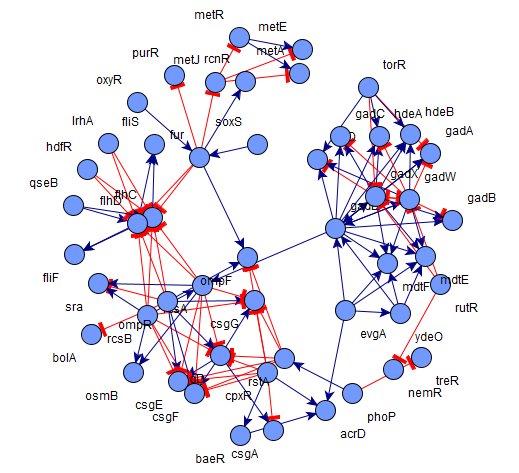 metR
metE
purR
metJ
rcnR
metA
torR
oxyR
gadC
hdeA
hdeB
lrhA
fliS
soxS
gadA
hdfR
fur
gadX
gadW
qseB
flhD
flhC
gadB
fliF
ompF
mdtF
mdtE
sra
rutR
ompR
csgG
evgA
rcsB
ydeO
bolA
rstA
treR
osmB
csgE
cpxR
nemR
csgF
phoP
acrD
csgA
baeR